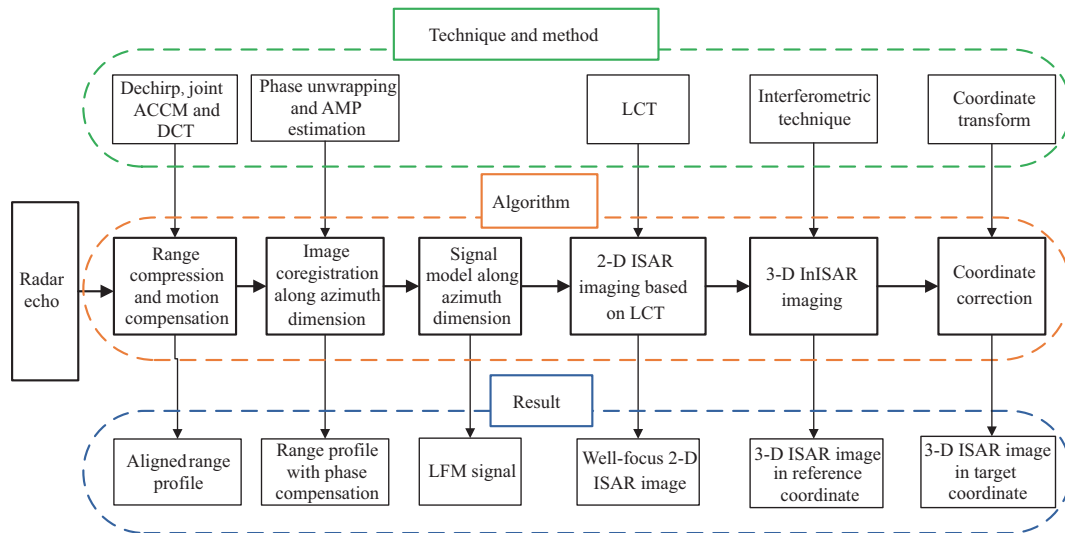 Technique and method
Dechirp, joint
ACCM and
DCT
Phase unwrapping
and AMP
estimation
LCT
Interferometric
technique
Coordinate
transform
Algorithm
Radar
echo
Range
compression
and motion
compensation
Image
coregistration
along azimuth
dimension
Signal
model along
azimuth
dimension
2-D ISAR
imaging based
on LCT
3-D InISAR
imaging
Coordinate
correction
Result
Aligned range
profile
Range profile
with phase
compensation
LFM signal
Well-focus 2-D
ISAR image
3-D ISAR image
in reference
coordinate
3-D ISAR image
in target
coordinate